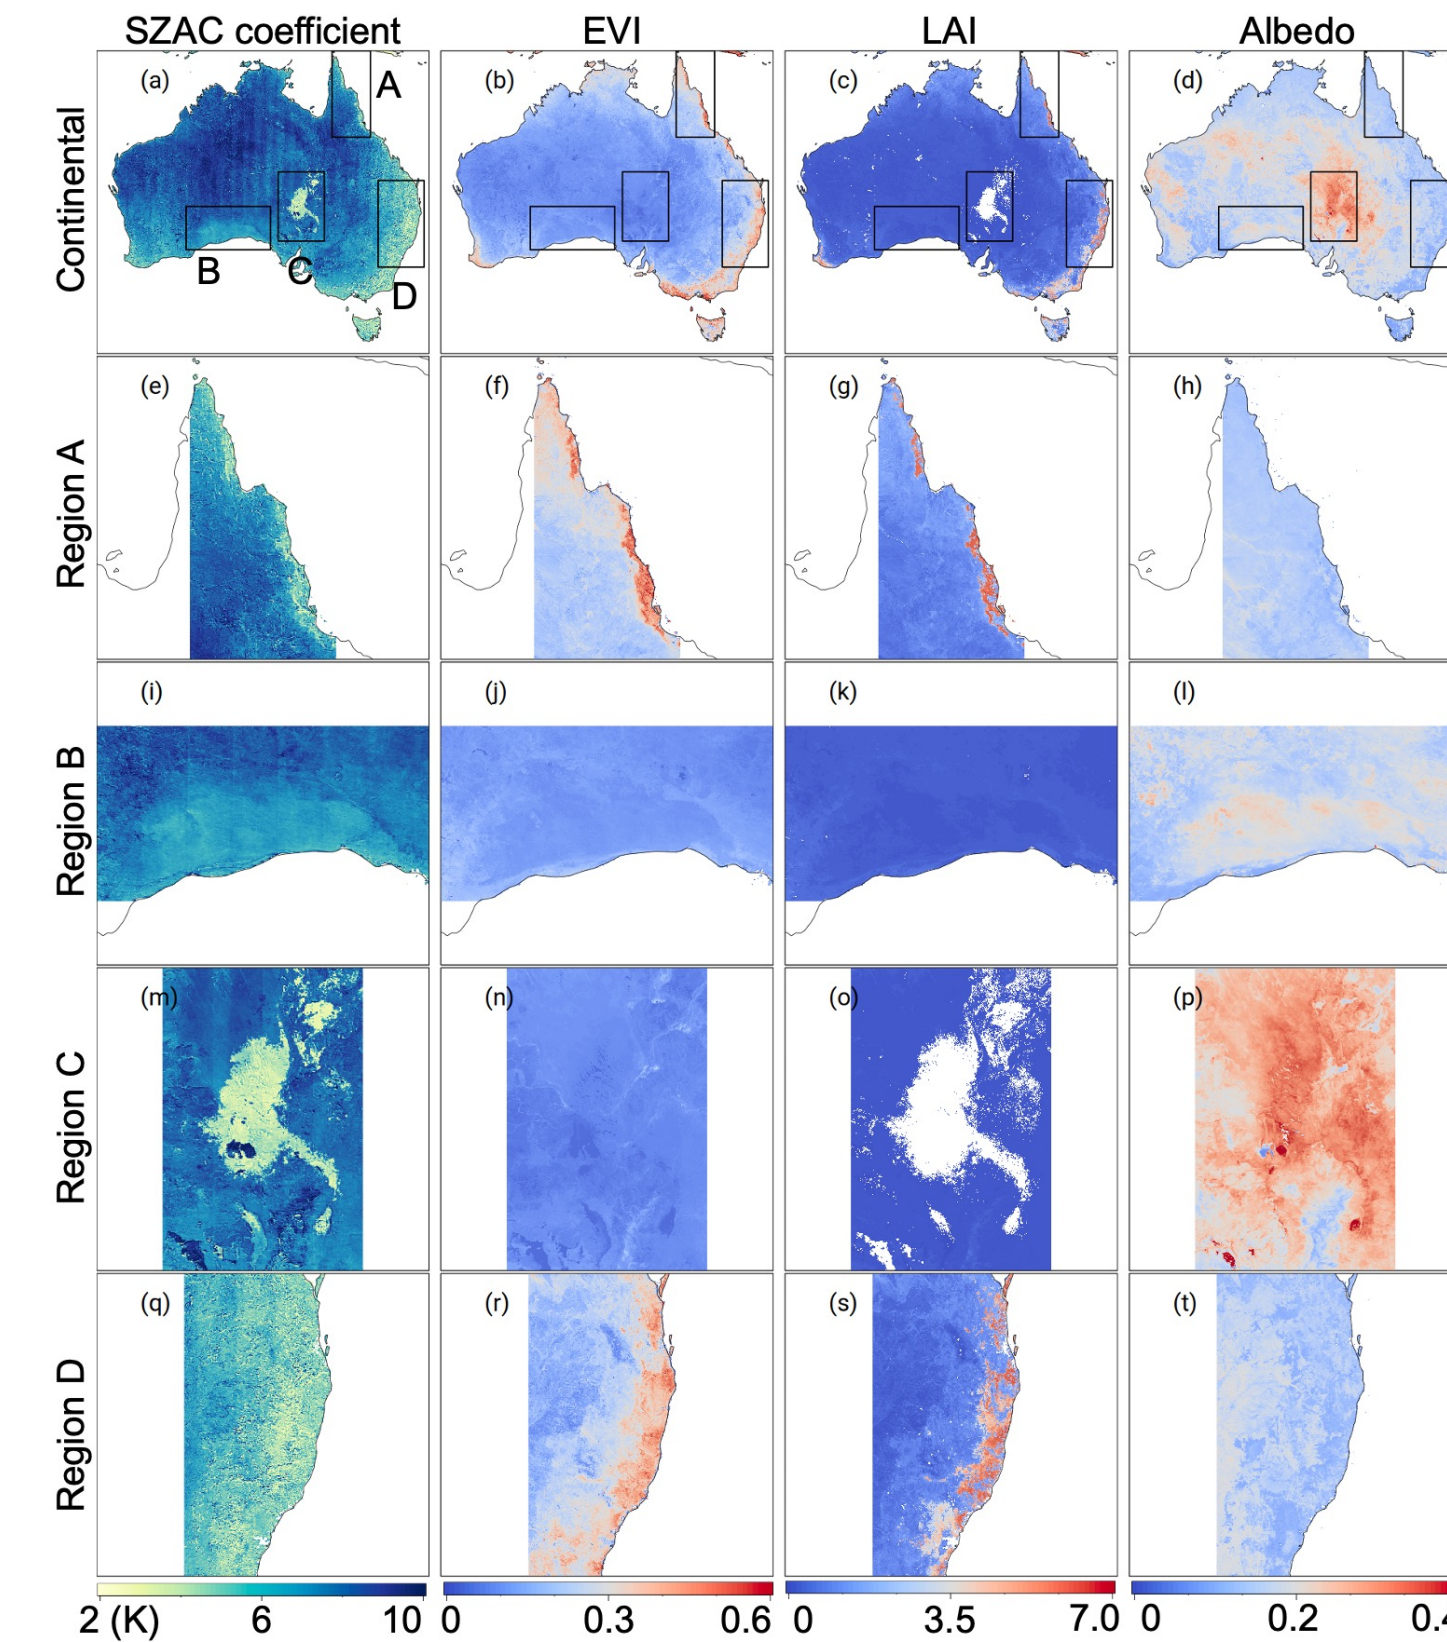 SZAC coefficient EVI LAI Albedo
Continental
(a) (b) (c) (d)
A
B C
D
Region A
(e) (f) (g) (h)
Region B
(i) (j) (k) (l)
Region C
(m) (n) (o) (p)
Region D
(q) (r) (s) (t)
2 (K) 6 10 0 0.3 0.6 0 3.5 7.0 0 0.2